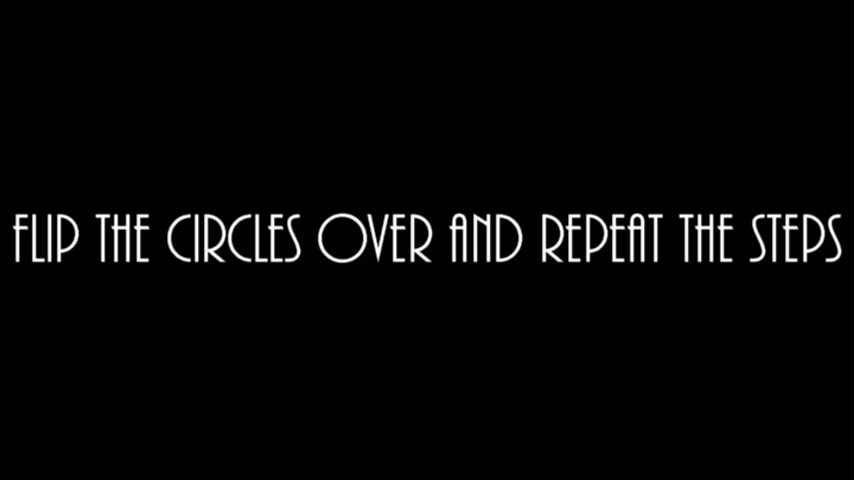 FLIP THE CIRCLES OVER AND REPEAT THE STEPS